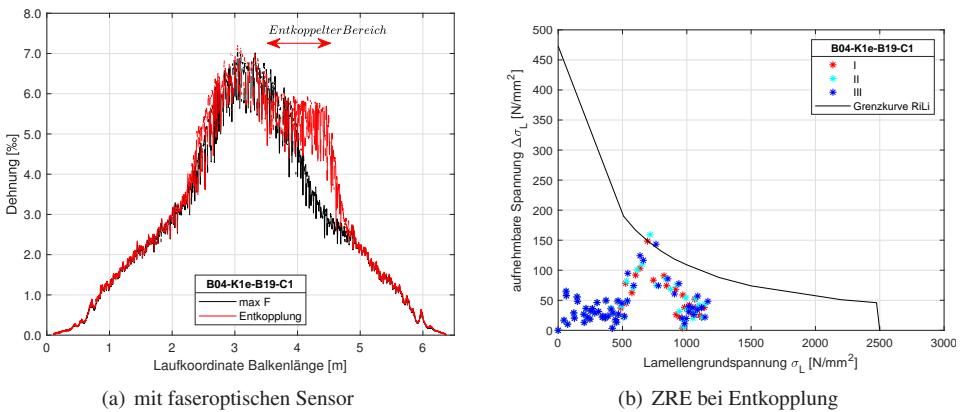 EntkoppelterBereich
8.0
7.0
6.0
5.0
4.0
3.0
2.0
1.0
0.0
Dehnung [‰]
B04-K1e-B19-C1
max F
Entkopplung
0 1 2 3 4 5 6
Laufkoordinate Balkenlänge [m]
(a) mit faseroptischen Sensor
500
450
400
350
300
250
200
150
100
50
0
aufnehmbare Spannung Δσ_L [N/mm²]
B04-K1e-B19-C1
I
II
III
Grenzkurve RiLi
0 500 1000 1500 2000 2500 3000
Lamellengrundspannung σ_L [N/mm²]
(b) ZRE bei Entkopplung